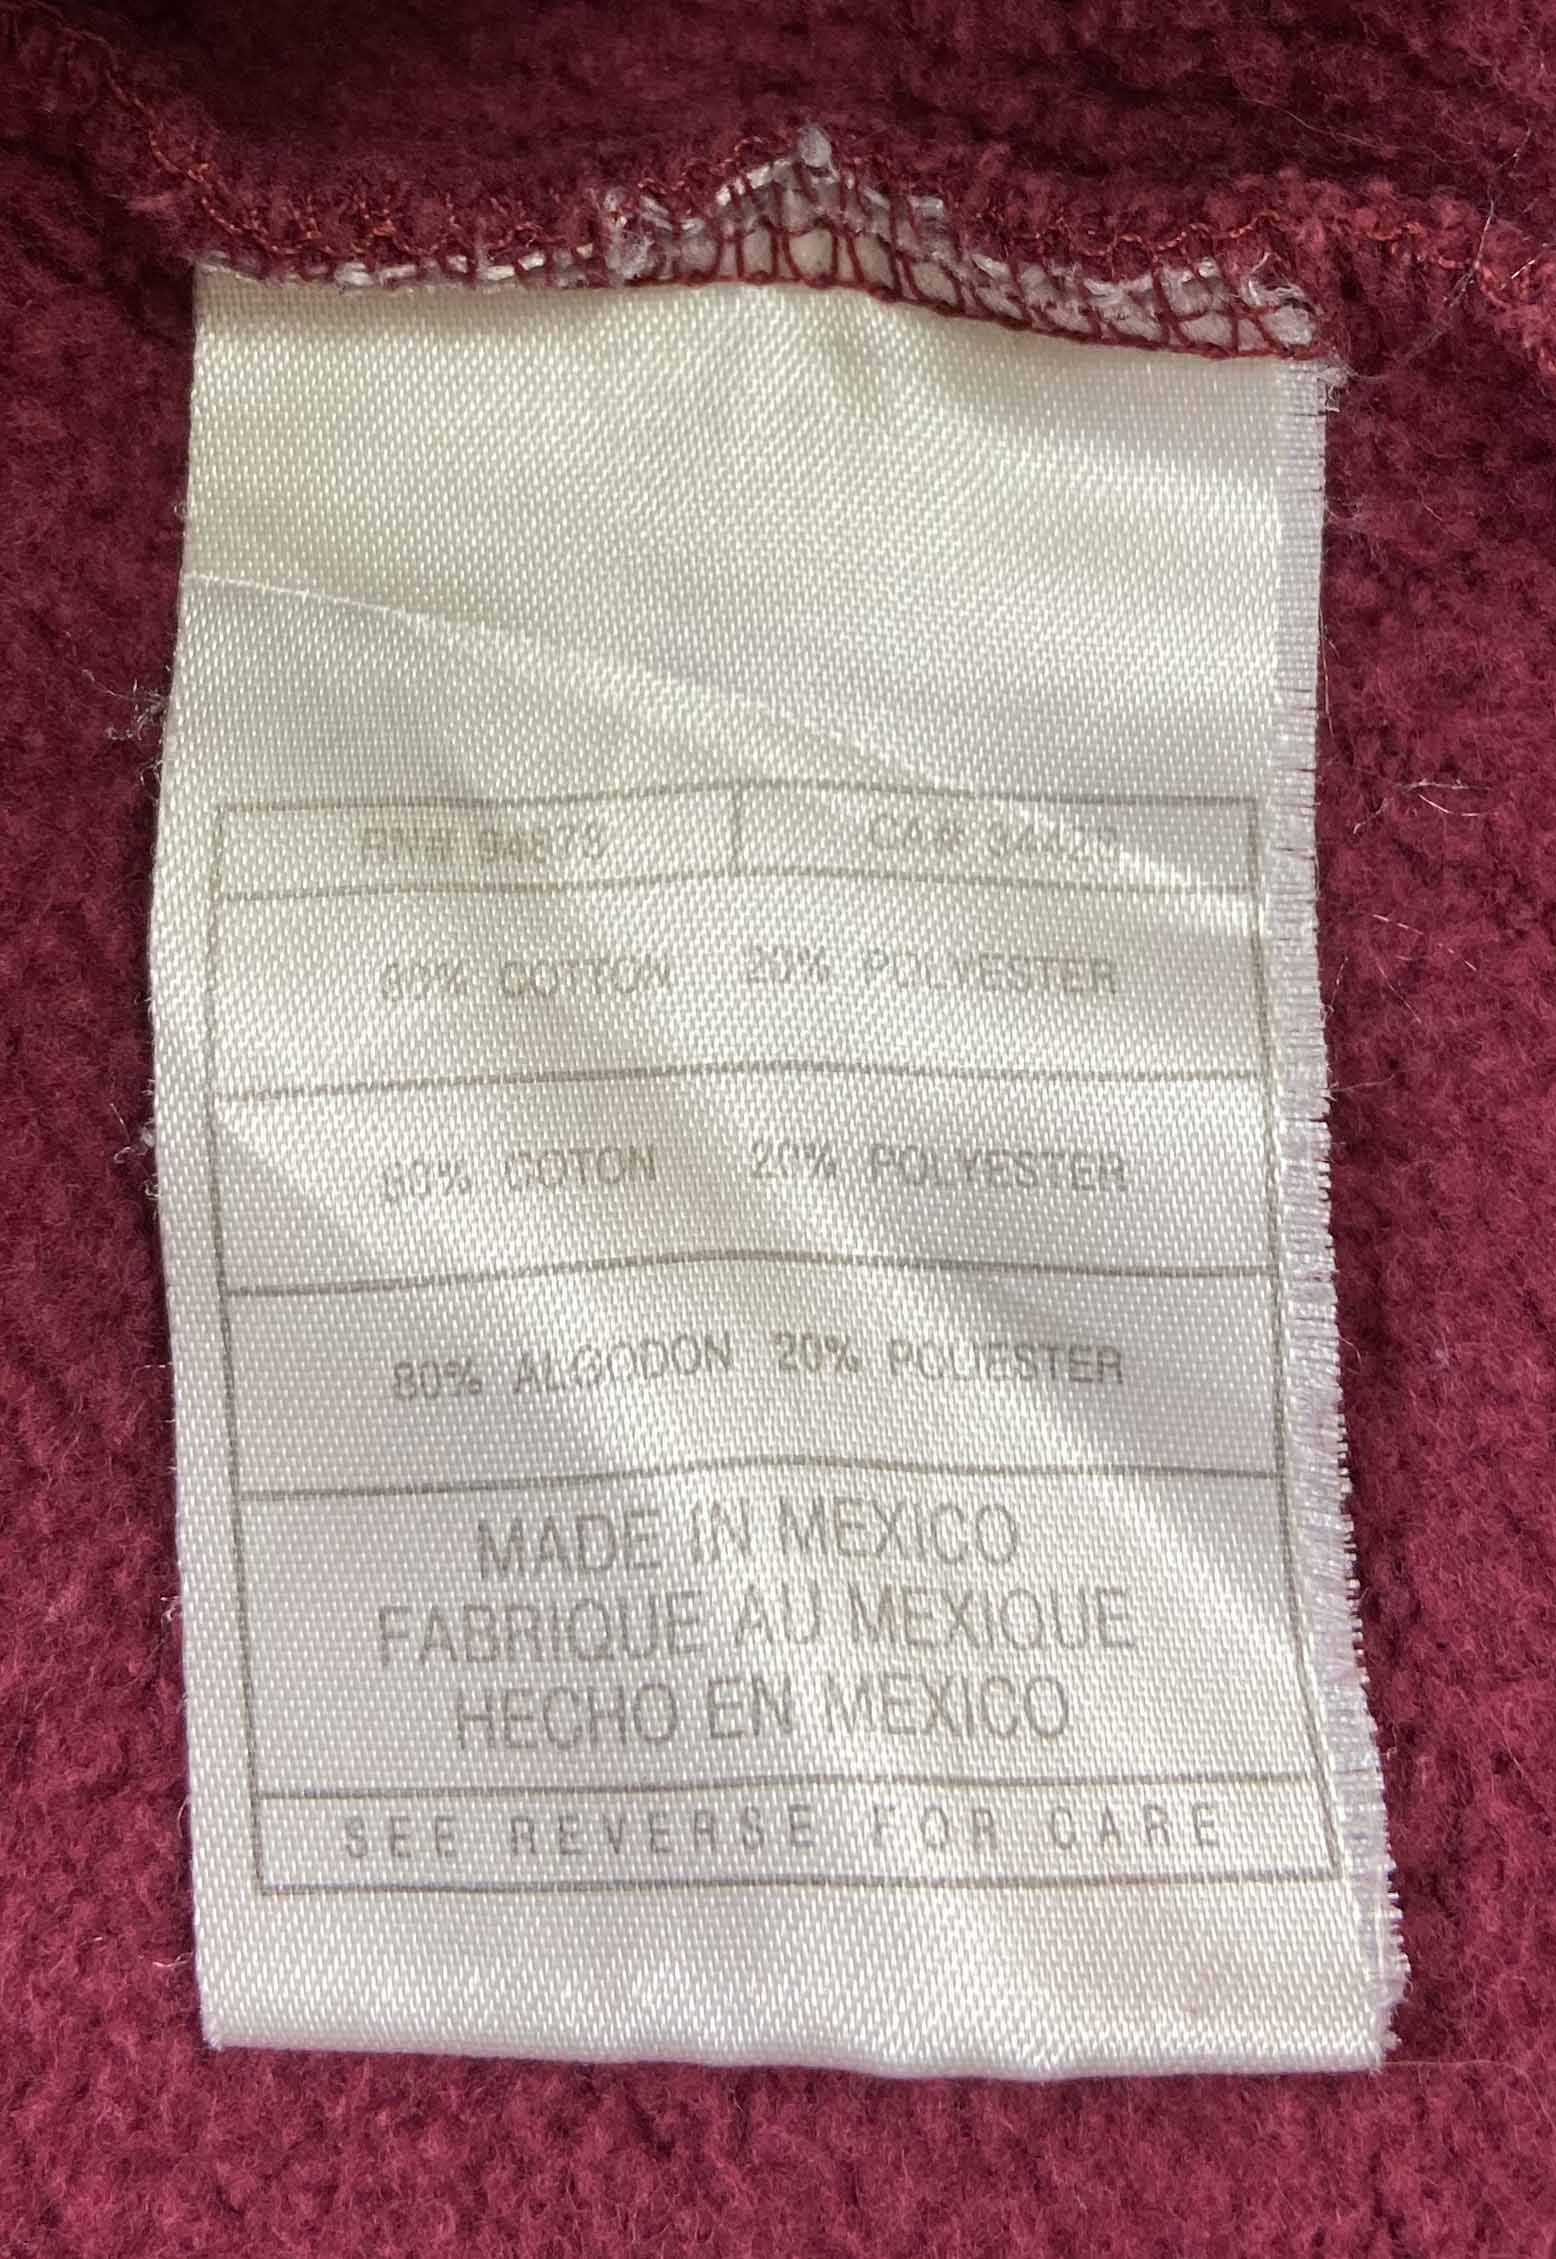 80% COTTON 20% POLYESTER
80% COTON 20% POLYESTER
80% ALGODON 20% POLIESTER
MADE IN MEXICO
FABRIQUE AU MEXIQUE
HECHO EN MEXICO
SEE REVERSE FOR CARE